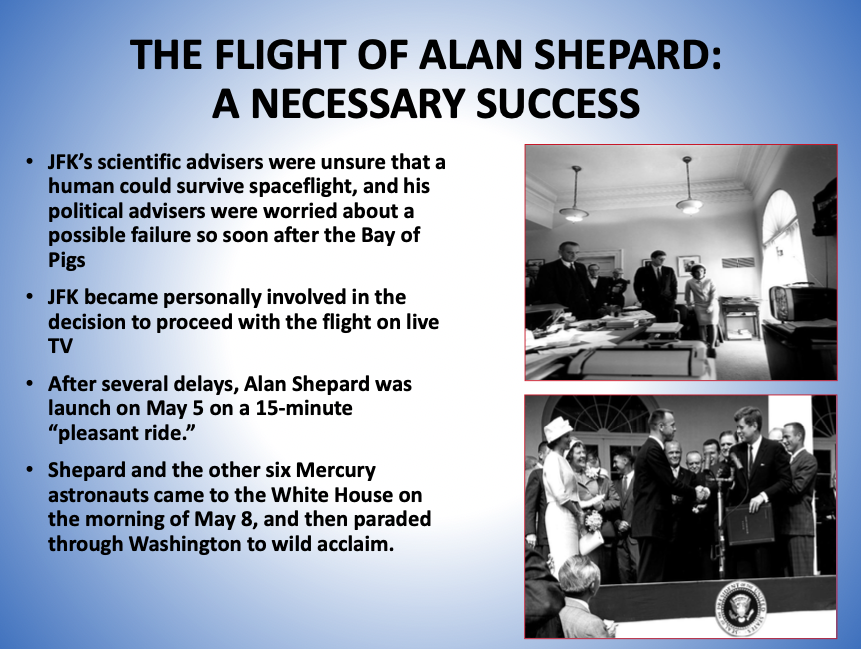 THE FLIGHT OF ALAN SHEPARD:
A NECESSARY SUCCESS
• JFK’s scientific advisers were unsure that a
human could survive spaceflight, and his
political advisers were worried about a
possible failure so soon after the Bay of
Pigs
• JFK became personally involved in the
decision to proceed with the flight on live
TV
• After several delays, Alan Shepard was
launch on May 5 on a 15-minute
“pleasant ride.”
• Shepard and the other six Mercury
astronauts came to the White House on
the morning of May 8, and then paraded
through Washington to wild acclaim.